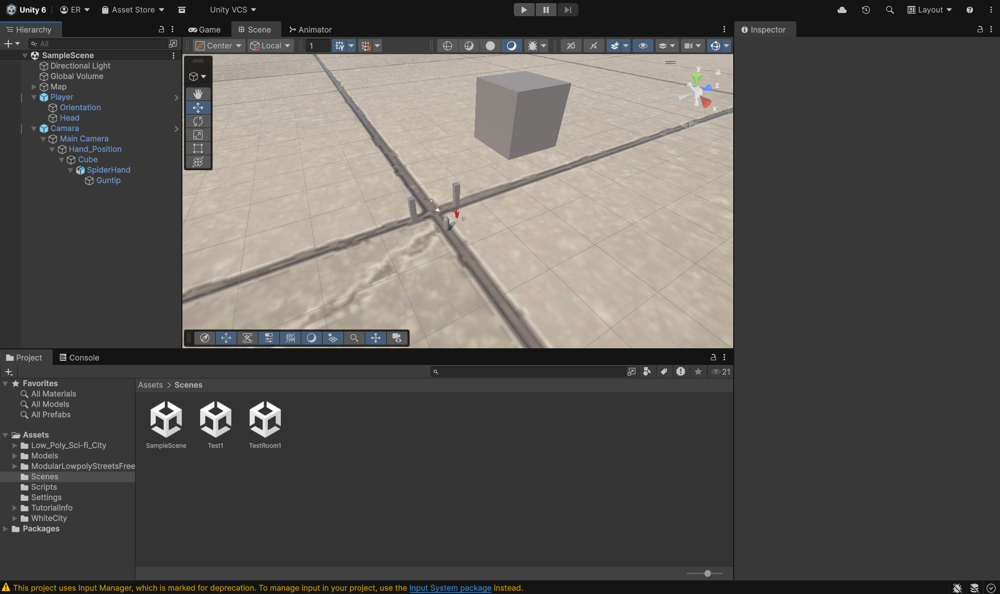 Unity 6
ER
Asset Store
Unity VCS
Layout
Hierarchy
Game
Scene
Animator
Inspector
All
Center
Local
1
2D
SampleScene
Directional Light
Global Volume
Map
Player
Orientation
Head
Camara
Main Camera
Hand_Position
Cube
SpiderHand
Guntip
y
z
x
Persp
Project
Console
21
Favorites
All Materials
All Models
All Prefabs
Assets
Low_Poly_Sci-fi_City
Models
ModularLowpolyStreetsFree
Scenes
Scripts
Settings
TutorialInfo
WhiteCity
Packages
Assets > Scenes
SampleScene
Test1
TestRoom1
This project uses Input Manager, which is marked for deprecation. To manage input in your project, use the Input System package instead.